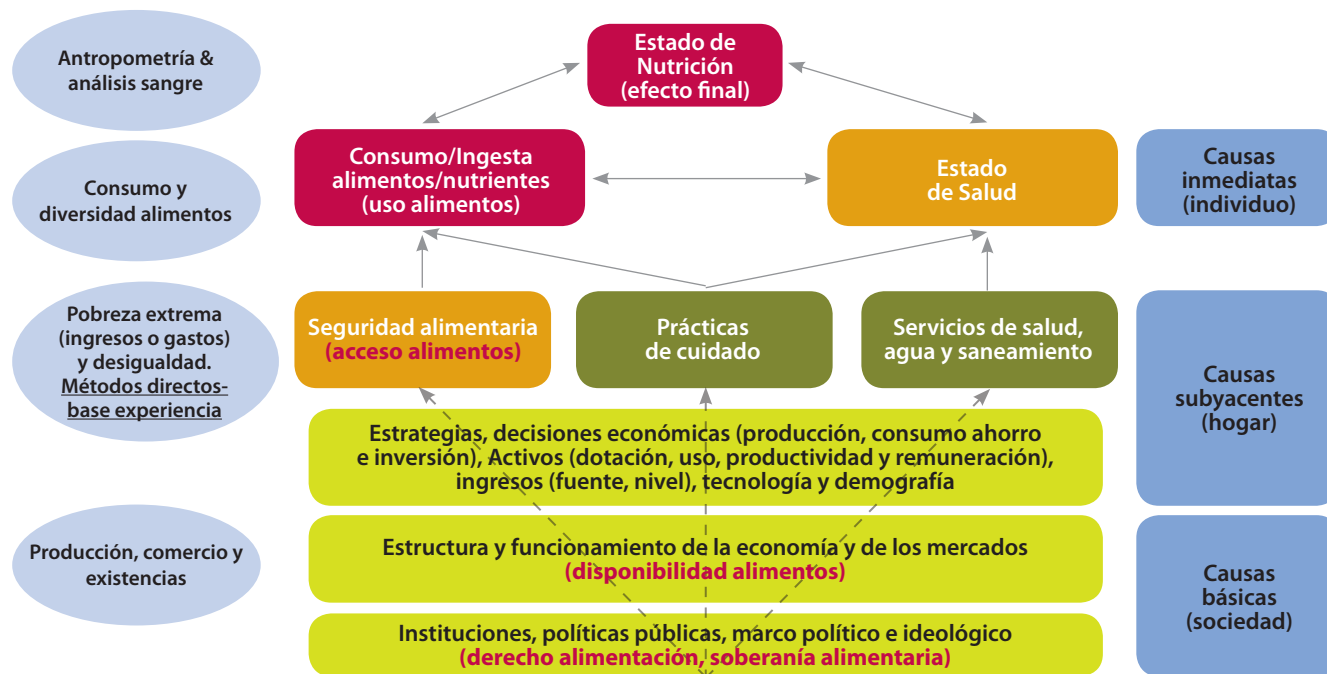 Antropometría &
análisis sangre
Estado de
Nutrición
(efecto final)
Consumo y
diversidad alimentos
Consumo/Ingesta
alimentos/nutrientes
(uso alimentos)
Estado
de Salud
Causas
inmediatas
(individuo)
Pobreza extrema
(ingresos o gastos)
y desigualdad.
Métodos directos-
base experiencia
Seguridad alimentaria
(acceso alimentos)
Prácticas
de cuidado
Servicios de salud,
agua y saneamiento
Causas
subyacentes
(hogar)
Estrategias, decisiones económicas (producción, consumo ahorro
e inversión), Activos (dotación, uso, productividad y remuneración),
ingresos (fuente, nivel), tecnología y demografía
Producción, comercio y
existencias
Estructura y funcionamiento de la economía y de los mercados
(disponibilidad alimentos)
Causas
básicas
(sociedad)
Instituciones, políticas públicas, marco político e ideológico
(derecho alimentación, soberanía alimentaria)